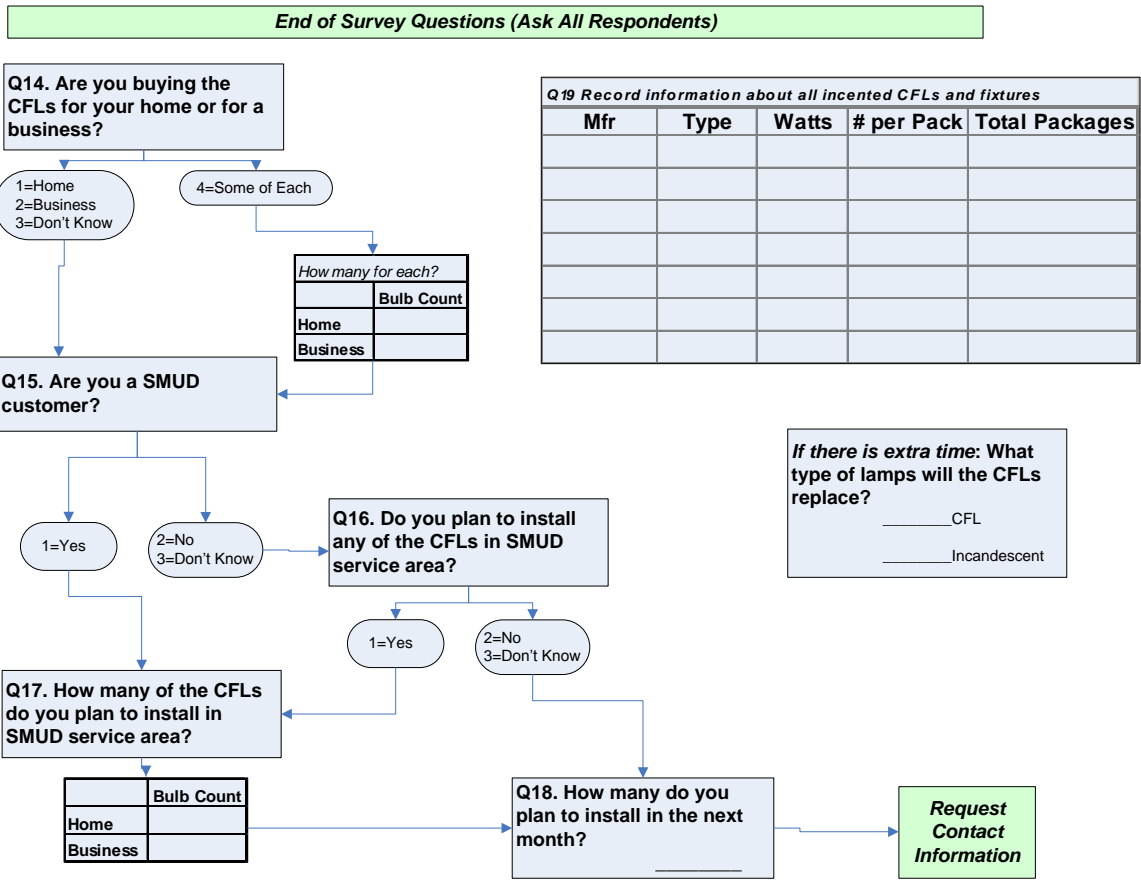 End of Survey Questions (Ask All Respondents)
Q14. Are you buying the
CFLs for your home or for a
business?
1=Home
2=Business
3=Don't Know
4=Some of Each
How many for each?
Bulb Count
Home
Business
Q19 Record information about all incented CFLs and fixtures
Mfr Type Watts # per Pack Total Packages
Q15. Are you a SMUD
customer?
1=Yes
2=No
3=Don't Know
Q16. Do you plan to install
any of the CFLs in SMUD
service area?
1=Yes
2=No
3=Don't Know
If there is extra time: What
type of lamps will the CFLs
replace?
________CFL
________Incandescent
Q17. How many of the CFLs
do you plan to install in
SMUD service area?
Bulb Count
Home
Business
Q18. How many do you
plan to install in the next
month?
_________
Request
Contact
Information